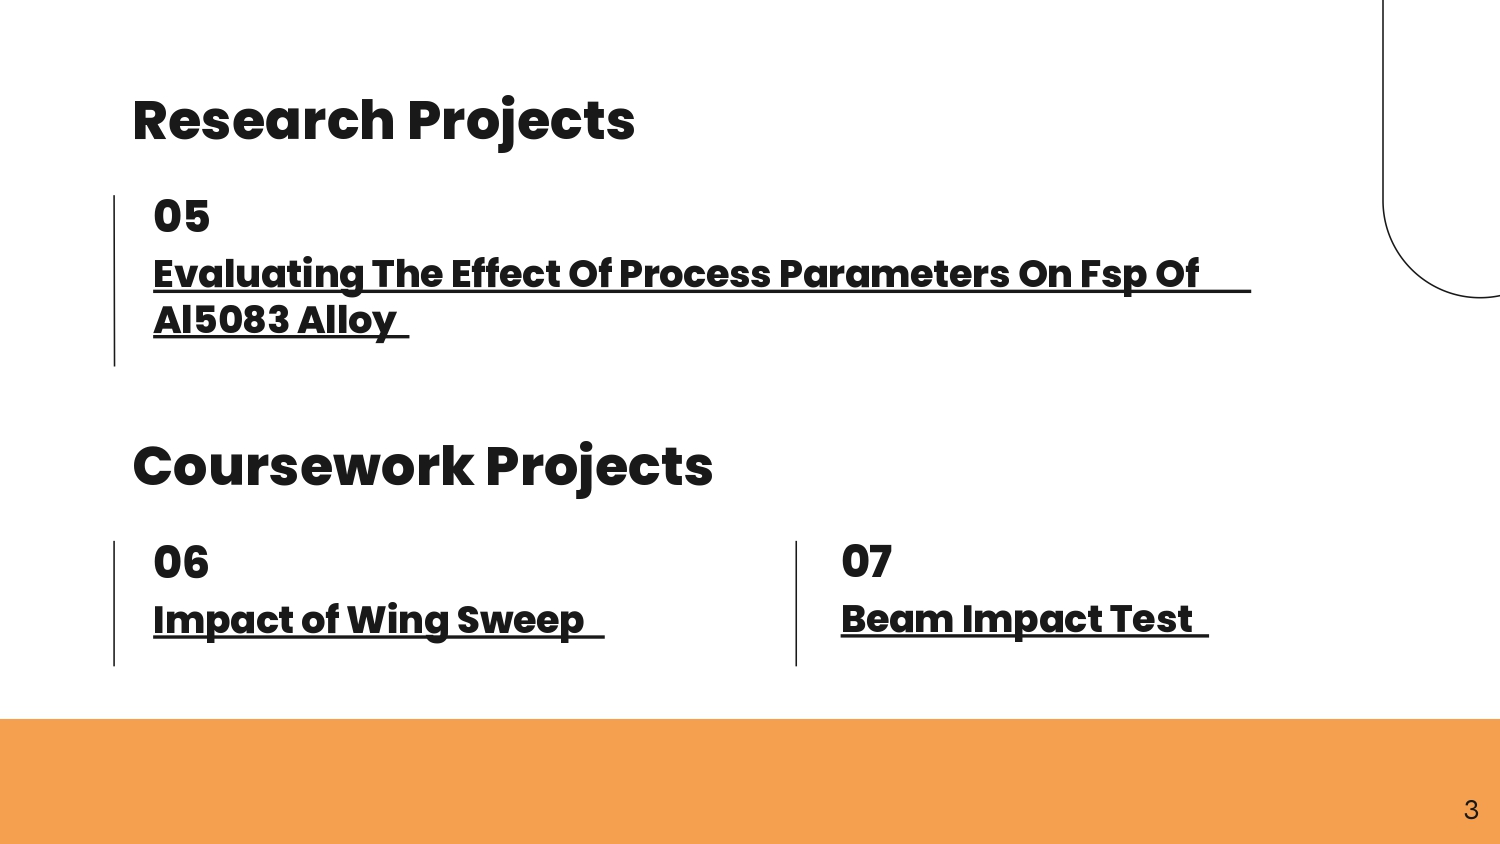 Research Projects
05
Evaluating The Effect Of Process Parameters On Fsp Of
Al5083 Alloy
Coursework Projects
06
Impact of Wing Sweep
07
Beam Impact Test
3